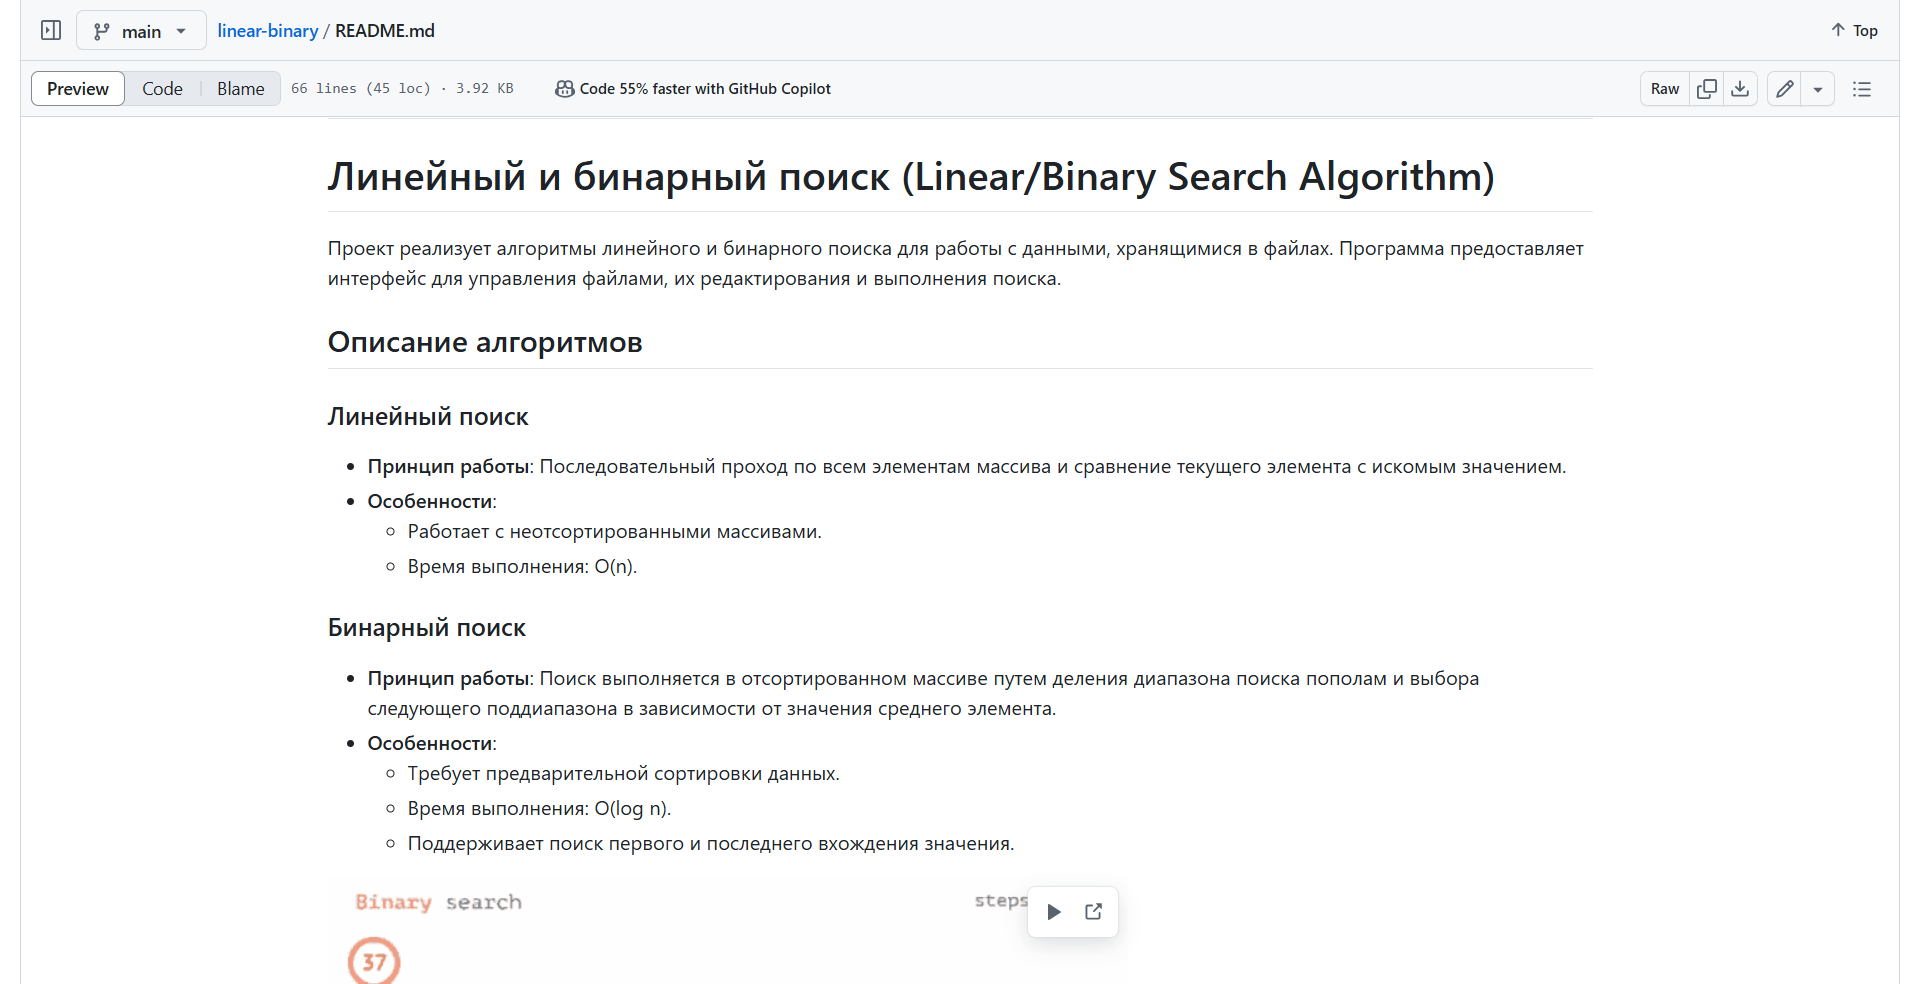 main
linear-binary / README.md
Top
Preview Code Blame 66 lines (45 loc) · 3.92 KB Code 55% faster with GitHub Copilot Raw
Линейный и бинарный поиск (Linear/Binary Search Algorithm)
Проект реализует алгоритмы линейного и бинарного поиска для работы с данными, хранящимися в файлах. Программа предоставляет
интерфейс для управления файлами, их редактирования и выполнения поиска.
Описание алгоритмов
Линейный поиск
Принцип работы: Последовательный проход по всем элементам массива и сравнение текущего элемента с искомым значением.
Особенности:
Работает с неотсортированными массивами.
Время выполнения: O(n).
Бинарный поиск
Принцип работы: Поиск выполняется в отсортированном массиве путем деления диапазона поиска пополам и выбора
следующего поддиапазона в зависимости от значения среднего элемента.
Особенности:
Требует предварительной сортировки данных.
Время выполнения: O(log n).
Поддерживает поиск первого и последнего вхождения значения.
Binary search steps
37